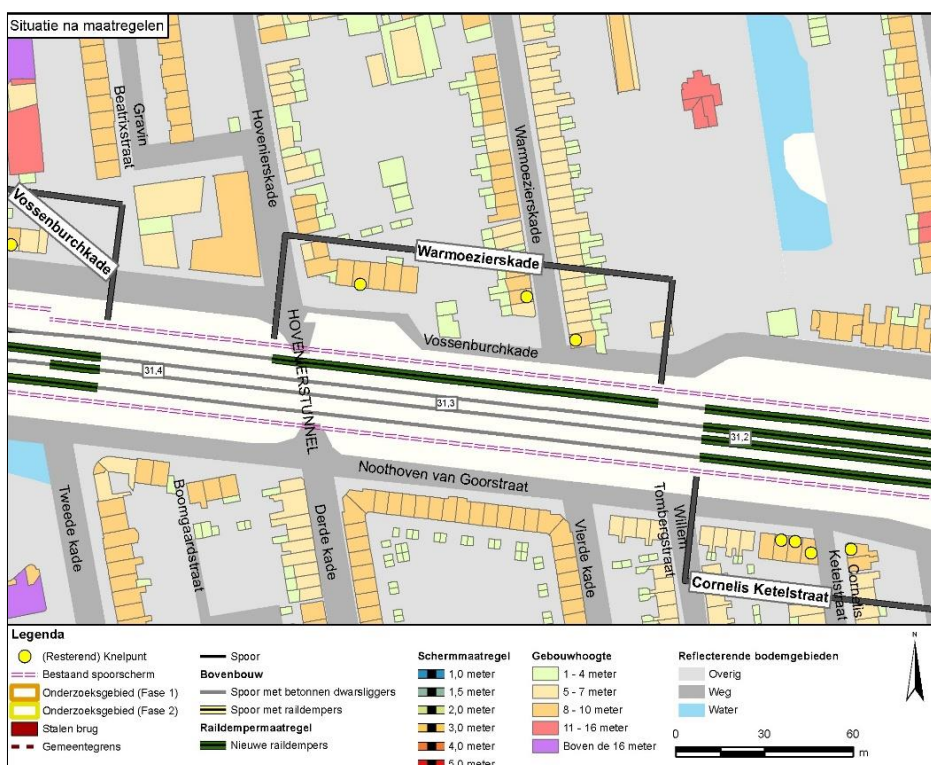 Situatie na maatregelen
Gravin
Beatrixstraat
Hovenierskade
Warmoezierskade
Vossenburchkade
Warmoezierskade
Vossenburchkade
HOVENIERSTUNNEL
31,4
31,3
31,2
Noothoven van Goorstraat
Tweede kade
Boomgaardstraat
Derde kade
Vierde kade
Willem
Tombergstraat
Cornelis
Ketelstraat
Cornelis Ketelstraat
Legenda
(Resterend) Knelpunt
Bestaand spoorscherm
Onderzoeksgebied (Fase 1)
Onderzoeksgebied (Fase 2)
Stalen brug
Gemeentegrens
Spoor
Bovenbouw
Spoor met betonnen dwarsliggers
Spoor met raildempers
Raildempermaatregel
Nieuwe raildempers
Schermmaatregel
1,0 meter
1,5 meter
2,0 meter
3,0 meter
4,0 meter
5,0 meter
Gebouwhoogte
1 - 4 meter
5 - 7 meter
8 - 10 meter
11 - 16 meter
Boven de 16 meter
Reflecterende bodemgebieden
Overig
Weg
Water
N
0 15 30 60
m